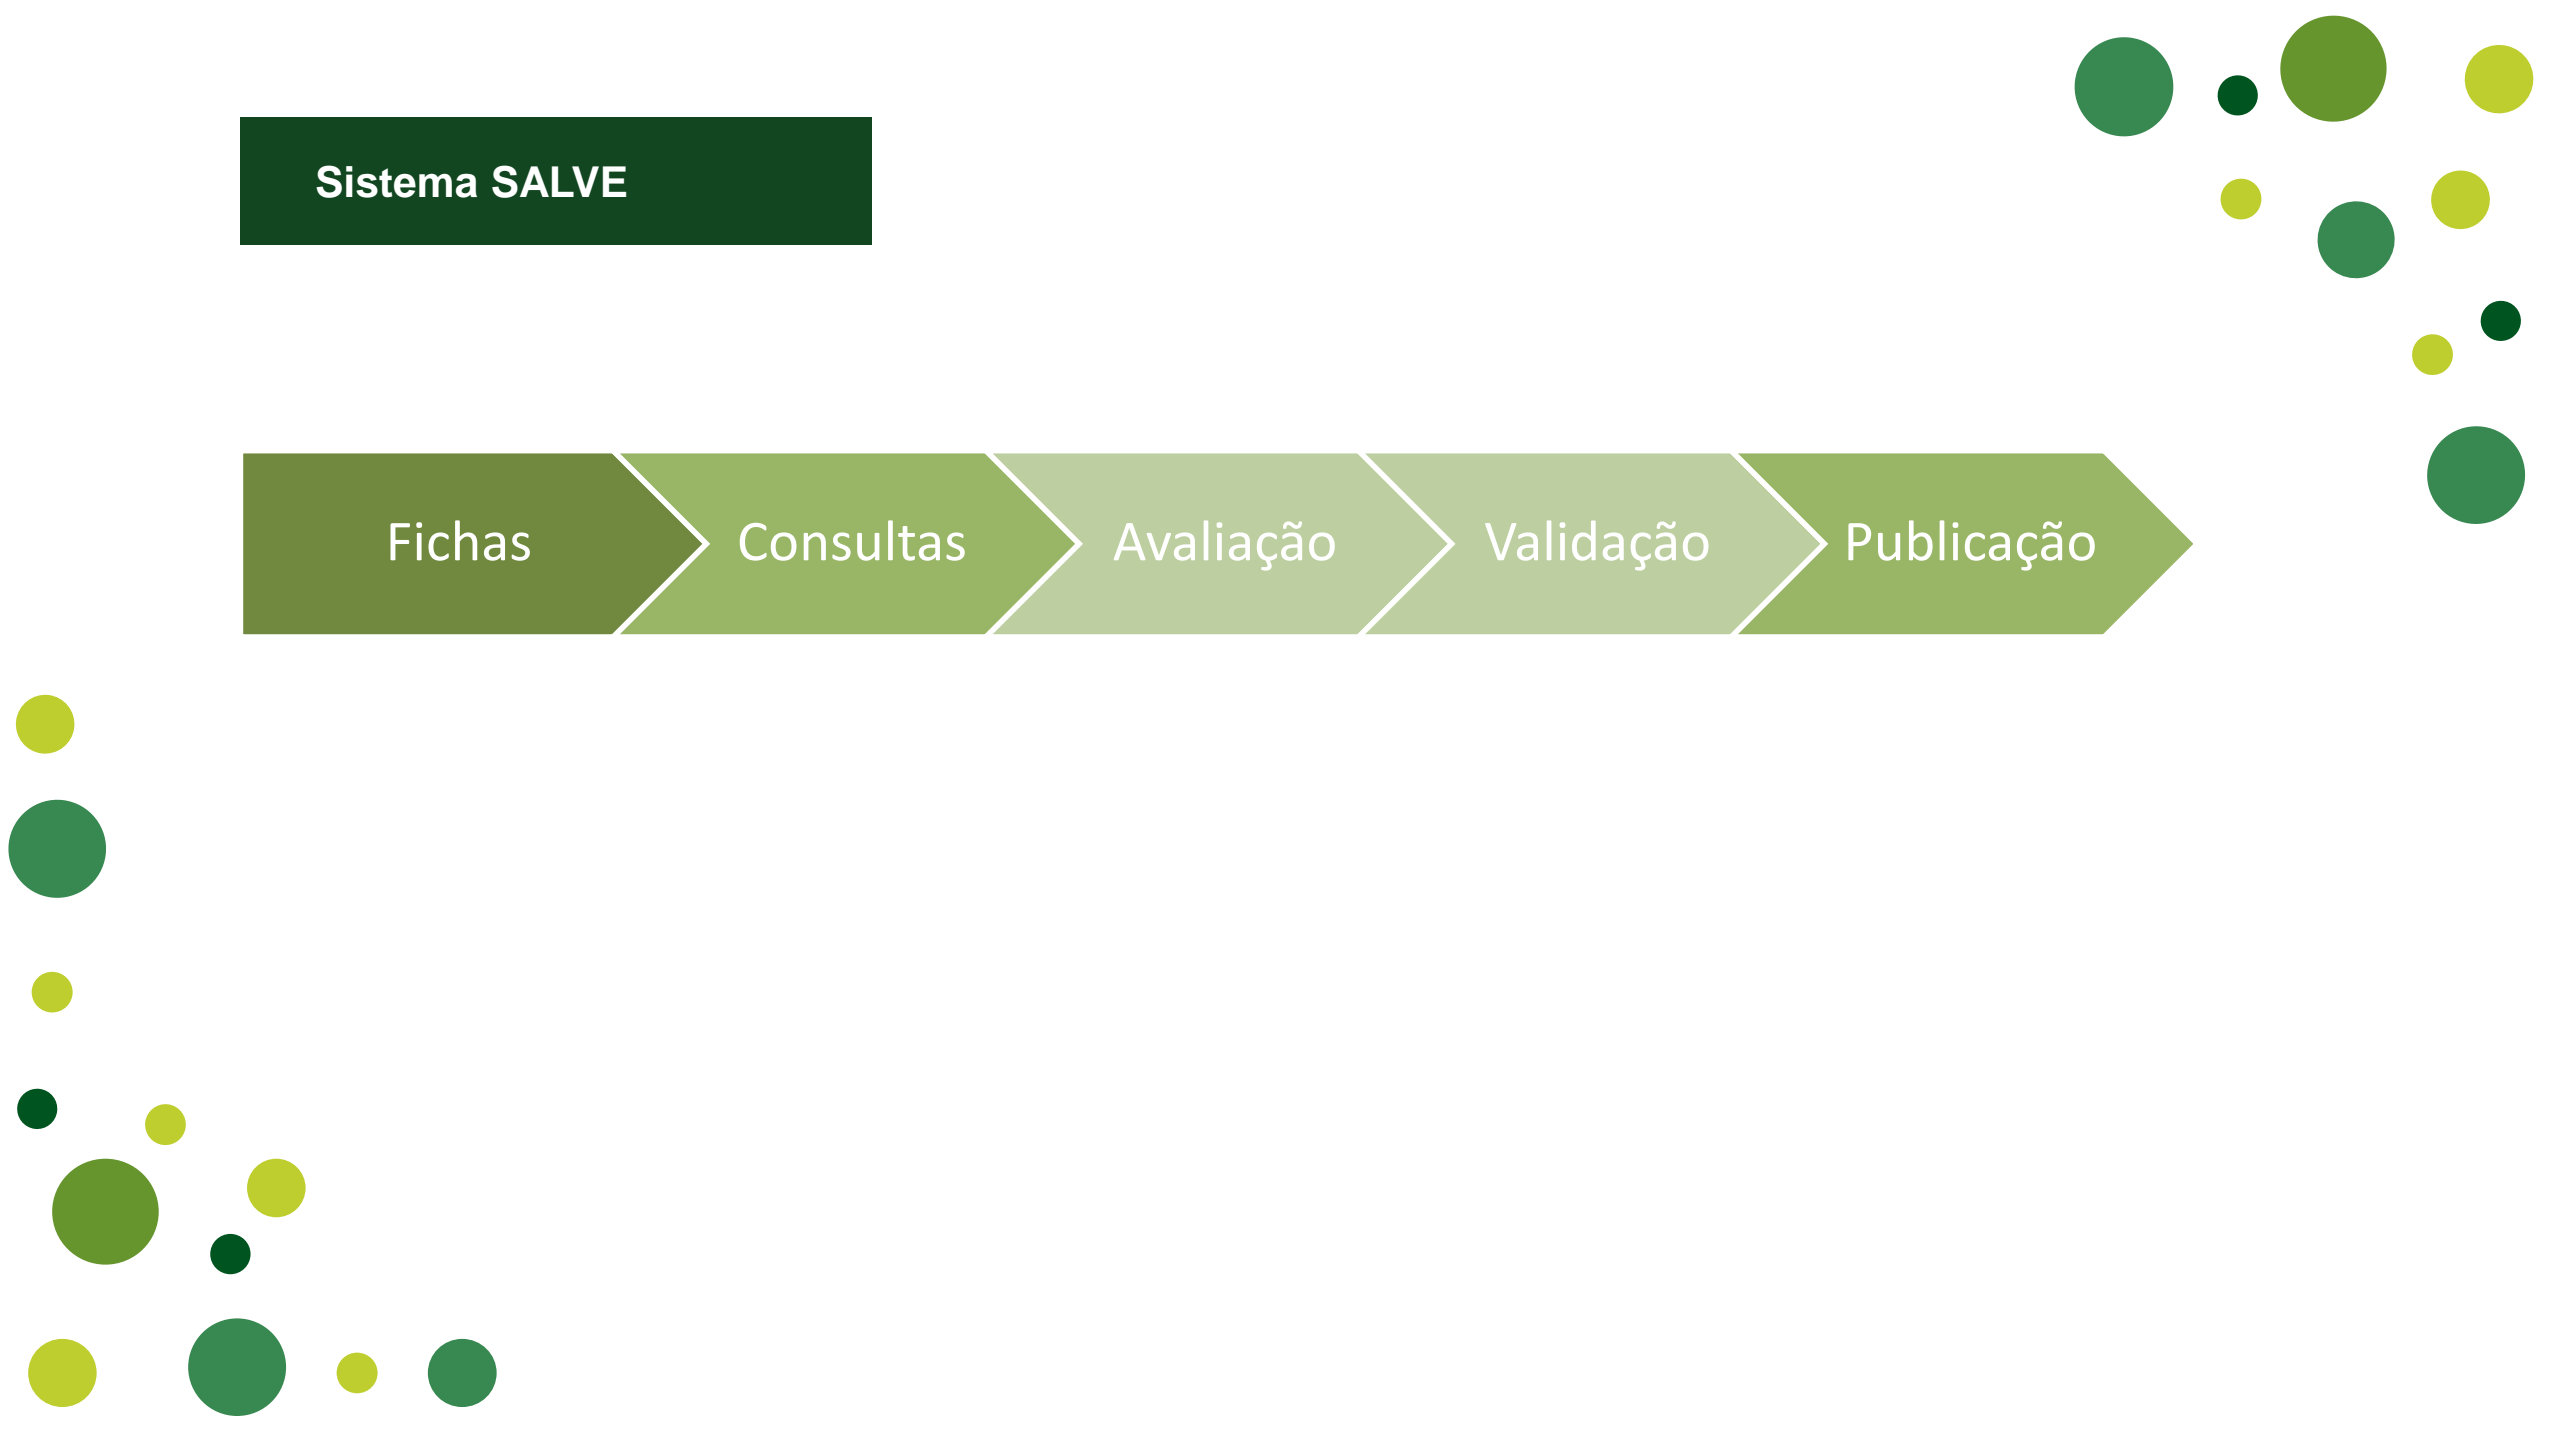 Sistema SALVE
Fichas
Consultas
Avaliação
Validação
Publicação